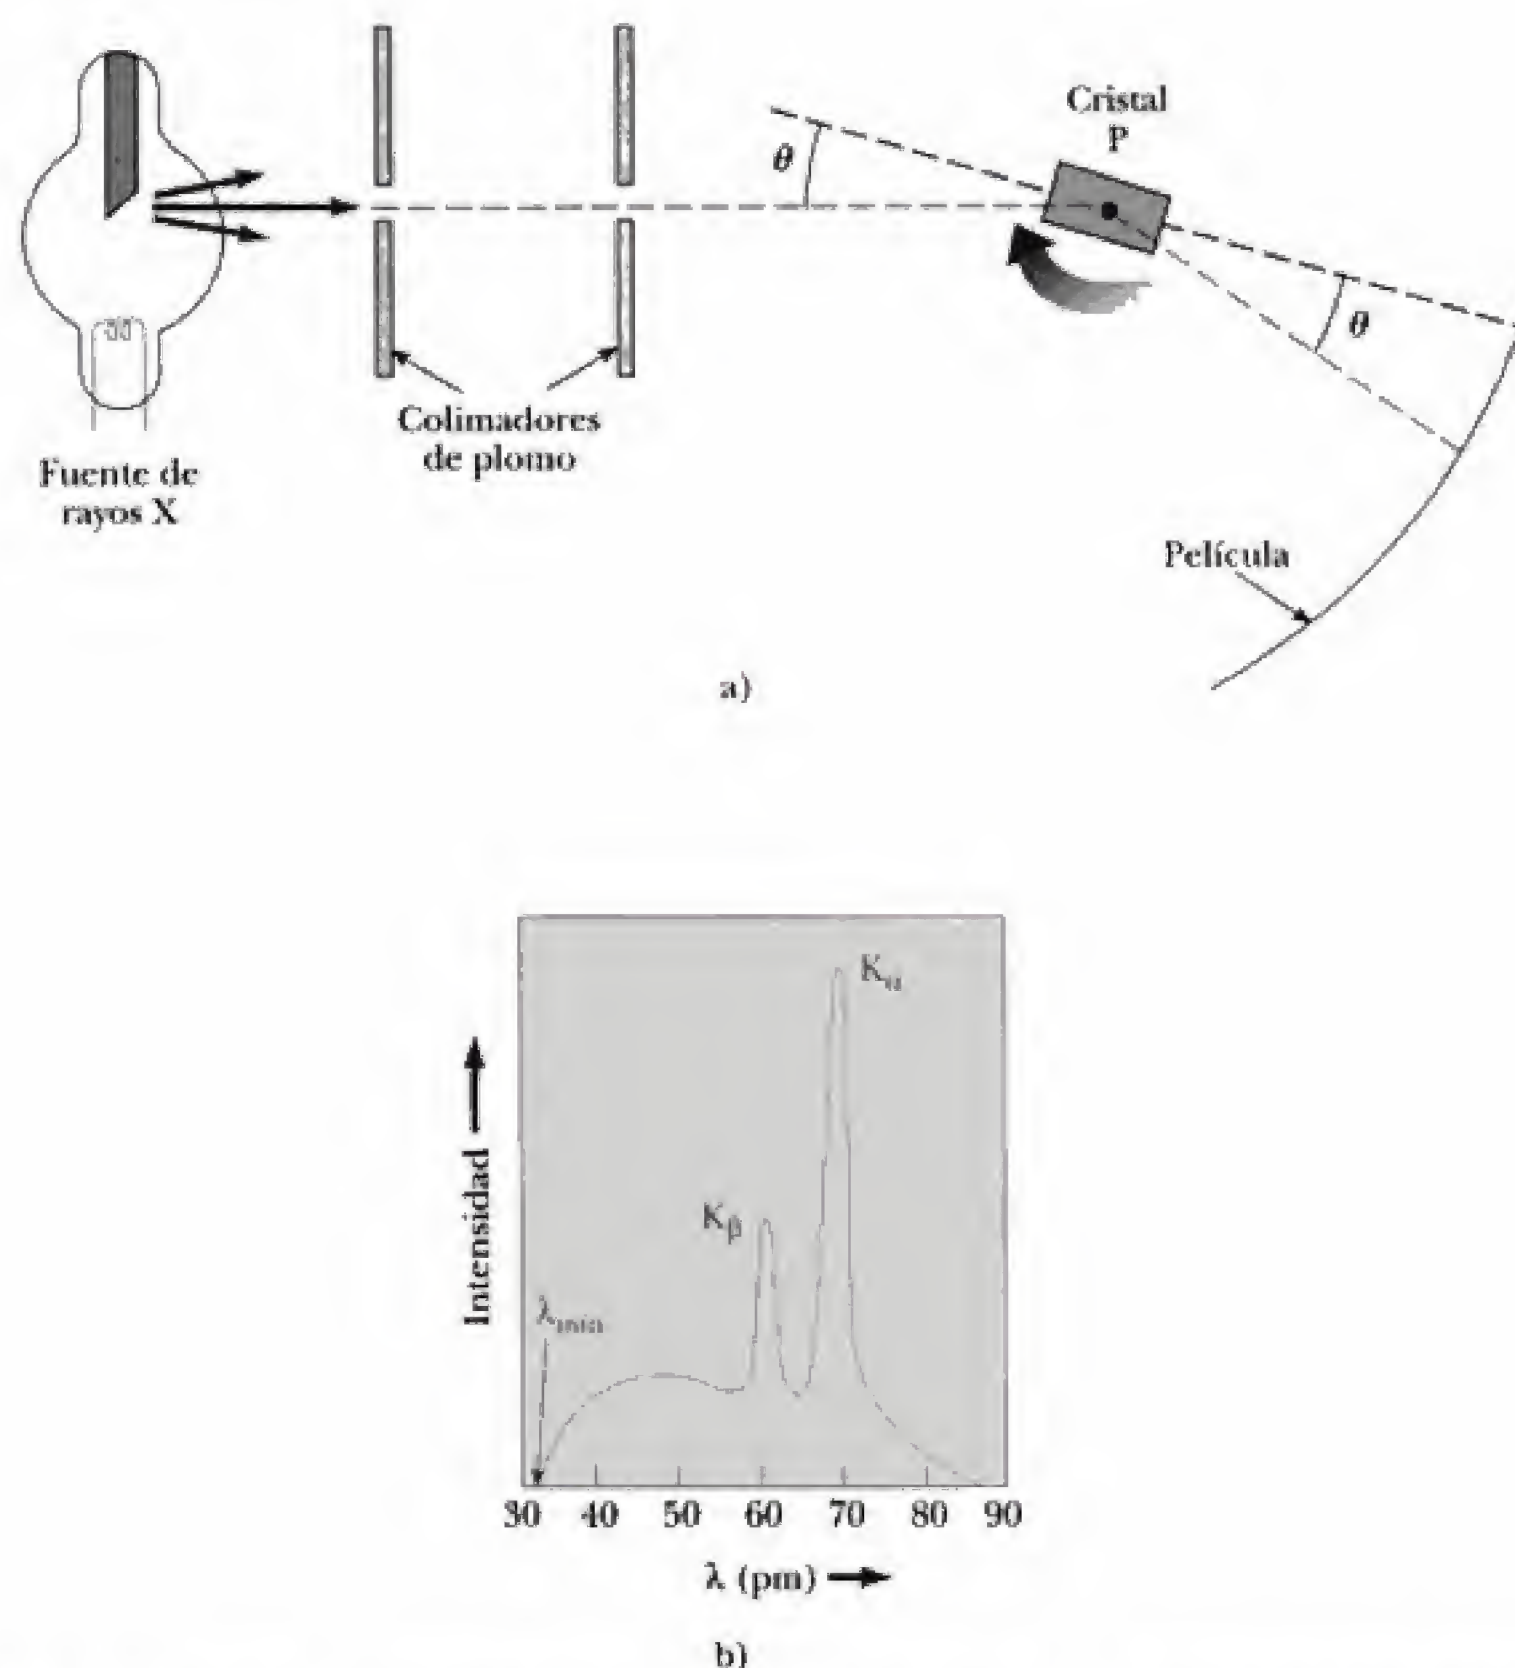 Cristal
P
θ
θ
Colimadores
de plomo
Fuente de
rayos X
Película
a)
Kα
Kβ
λmin
Intensidad
30 40 50 60 70 80 90
λ (pm)
b)